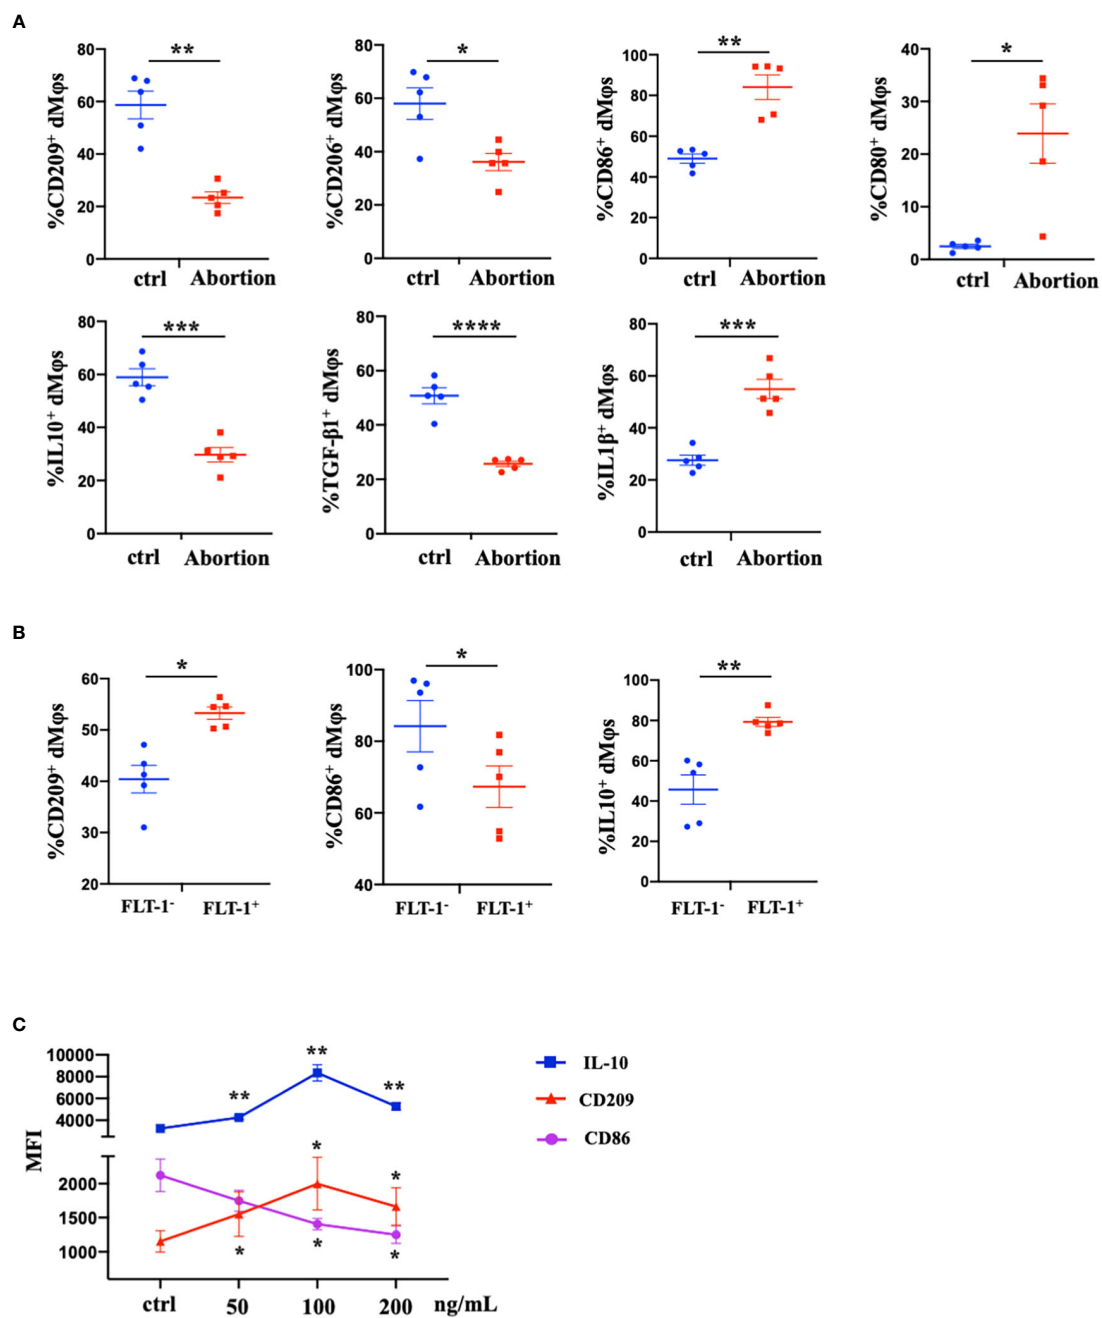 A
** * ** *
%CD209⁺ dMφs
80
60
40
20
0
ctrl Abortion
%CD206⁺ dMφs
80
60
40
20
0
ctrl Abortion
%CD86⁺ dMφs
100
80
60
40
20
0
ctrl Abortion
%CD80⁺ dMφs
40
30
20
10
0
ctrl Abortion
*** **** ***
%IL10⁺ dMφs
80
60
40
20
0
ctrl Abortion
%TGF-β1⁺ dMφs
80
60
40
20
0
ctrl Abortion
%IL1β⁺ dMφs
80
60
40
20
0
ctrl Abortion
B
* * **
%CD209⁺ dMφs
60
50
40
30
20
FLT-1⁻ FLT-1⁺
%CD86⁺ dMφs
100
80
60
40
FLT-1⁻ FLT-1⁺
%IL10⁺ dMφs
100
80
60
40
20
0
FLT-1⁻ FLT-1⁺
C
MFI
10000
8000
6000
4000
2000
1500
1000
** ** **
* *
* * *
ctrl 50 100 200 ng/mL
IL-10
CD209
CD86